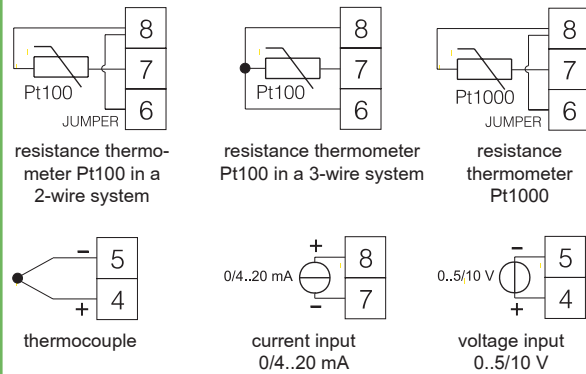 8
7
6
Pt100
JUMPER
resistance thermo-
meter Pt100 in a
2-wire system
8
7
6
Pt100
resistance thermometer
Pt100 in a 3-wire system
8
7
6
Pt1000
JUMPER
resistance
thermometer
Pt1000
−
5
4
+
thermocouple
+
8
0/4..20 mA
7
−
current input
0/4..20 mA
−
5
0..5/10 V
4
+
voltage input
0..5/10 V